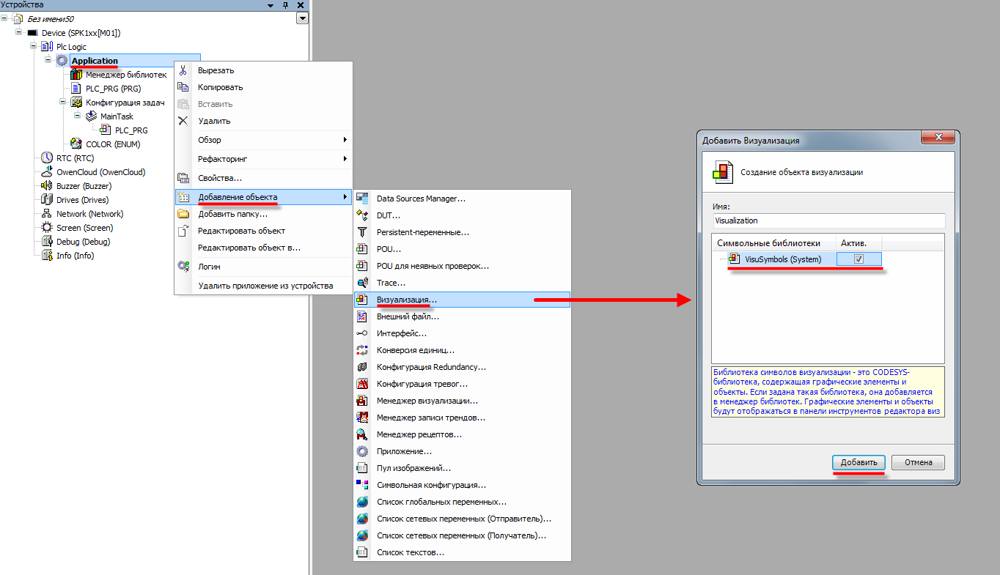 Устройства
Без имени50
Device (SPK1xx[M01])
Plc Logic
Application
Менеджер библиотек
PLC_PRG (PRG)
Конфигурация задач
MainTask
PLC_PRG
COLOR (ENUM)
RTC (RTC)
OwenCloud (OwenCloud)
Buzzer (Buzzer)
Drives (Drives)
Network (Network)
Screen (Screen)
Debug (Debug)
Info (Info)
Вырезать
Копировать
Вставить
Удалить
Обзор
Рефакторинг
Свойства...
Добавление объекта
Добавить папку...
Редактировать объект
Редактировать объект в...
Логин
Удалить приложение из устройства
Data Sources Manager...
DUT...
Persistent-переменные...
POU...
POU для неявных проверок...
Trace...
Визуализация...
Внешний файл...
Интерфейс...
Конверсия единиц...
Конфигурация Redundancy...
Конфигурация тревог...
Менеджер визуализации...
Менеджер записи трендов...
Менеджер рецептов...
Приложение...
Пул изображений...
Символьная конфигурация...
Список глобальных переменных...
Список сетевых переменных (Отправитель)...
Список сетевых переменных (Получатель)...
Список текстов...
Добавить Визуализация
Создание объекта визуализации
Имя:
Visualization
Символьные библиотеки Актив.
VisuSymbols (System)
Библиотека символов визуализации - это CODESYS-
библиотека, содержащая графические элементы и
объекты. Если задана такая библиотека, она добавляется
в менеджер библиотек. Графические элементы и объекты
будут отображаться в панели инструментов редактора виз
Добавить Отмена